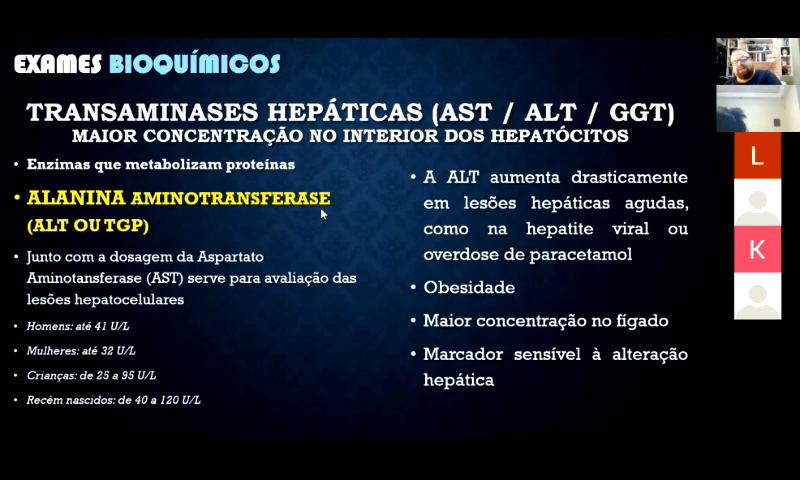 EXAMES BIOQUÍMICOS
TRANSAMINASES HEPÁTICAS (AST / ALT / GGT)
MAIOR CONCENTRAÇÃO NO INTERIOR DOS HEPATÓCITOS
• Enzimas que metabolizam proteínas
• ALANINA AMINOTRANSFERASE
(ALT OU TGP)
• Junto com a dosagem da Aspartato
Aminotansferase (AST) serve para avaliação das
lesões hepatocelulares
• Homens: até 41 U/L
• Mulheres: até 32 U/L
• Crianças: de 25 a 95 U/L
• Recém nascidos: de 40 a 120 U/L
• A ALT aumenta drasticamente
em lesões hepáticas agudas,
como na hepatite viral ou
overdose de paracetamol
• Obesidade
• Maior concentração no fígado
• Marcador sensível à alteração
hepática
L
K